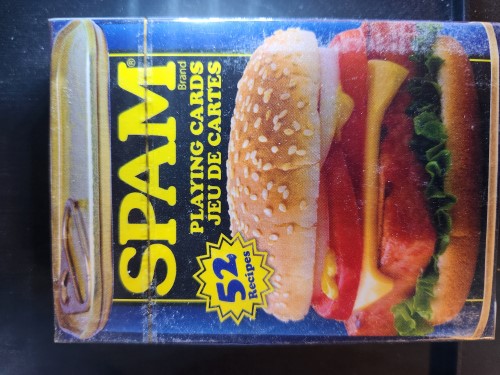 SPAM®
Brand
PLAYING CARDS
JEU DE CARTES
52
Recipes